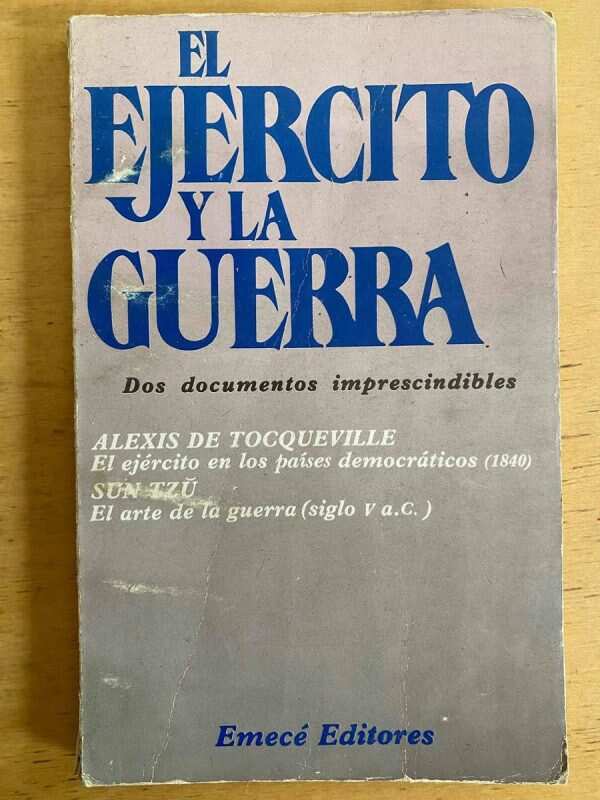 EL
EJERCITO
Y LA
GUERRA
Dos documentos imprescindibles
ALEXIS DE TOCQUEVILLE
El ejército en los países democráticos (1840)
SUN TZŬ
El arte de la guerra (siglo V a.C.)
Emecé Editores